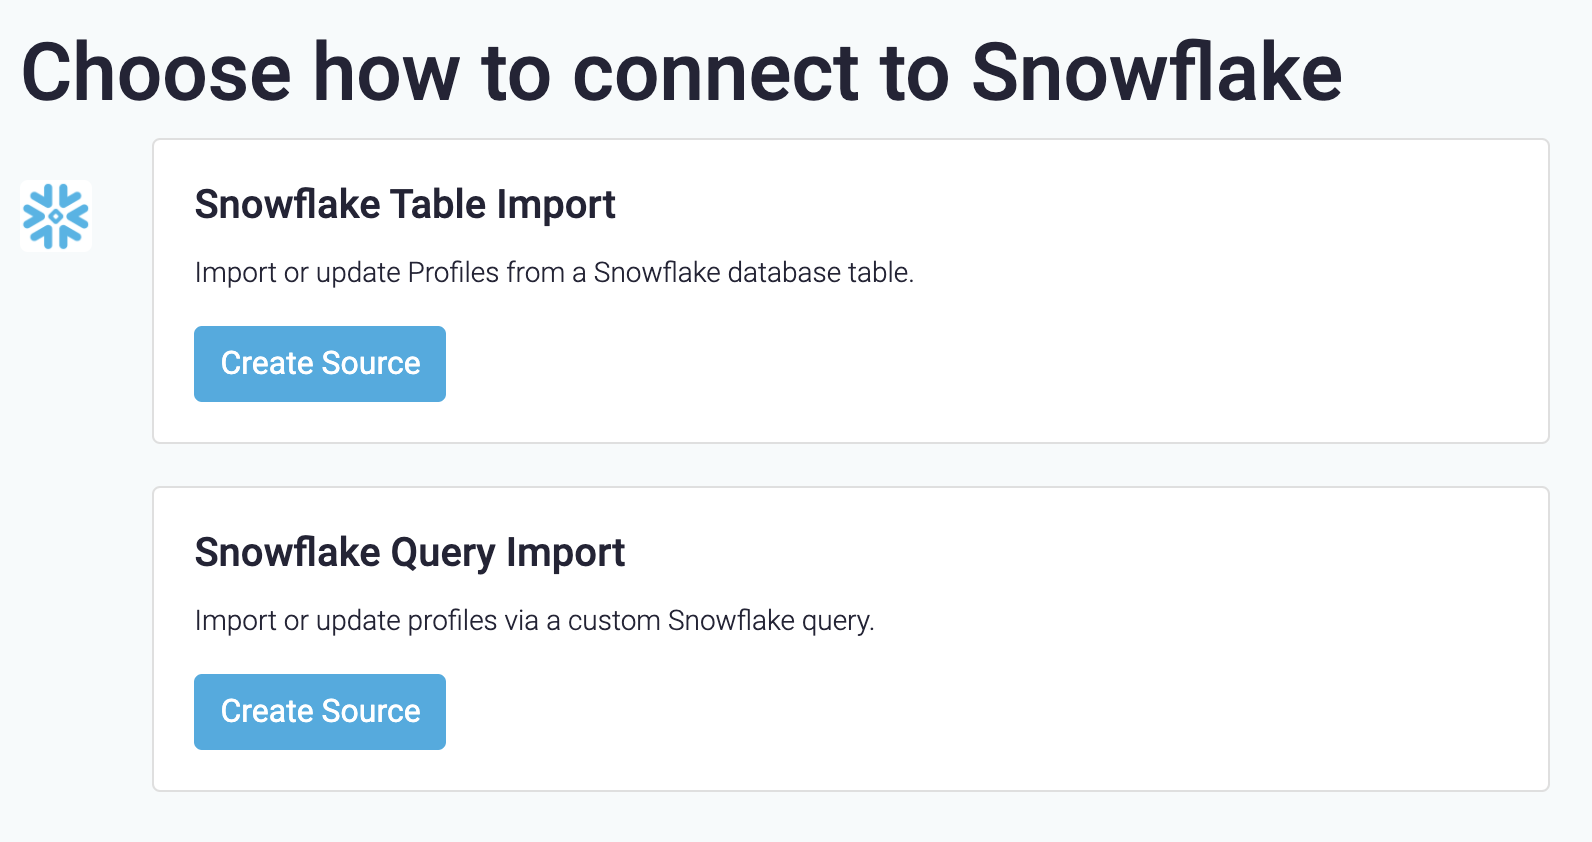 Choose how to connect to Snowflake
Snowflake Table Import
Import or update Profiles from a Snowflake database table.
Create Source
Snowflake Query Import
Import or update profiles via a custom Snowflake query.
Create Source